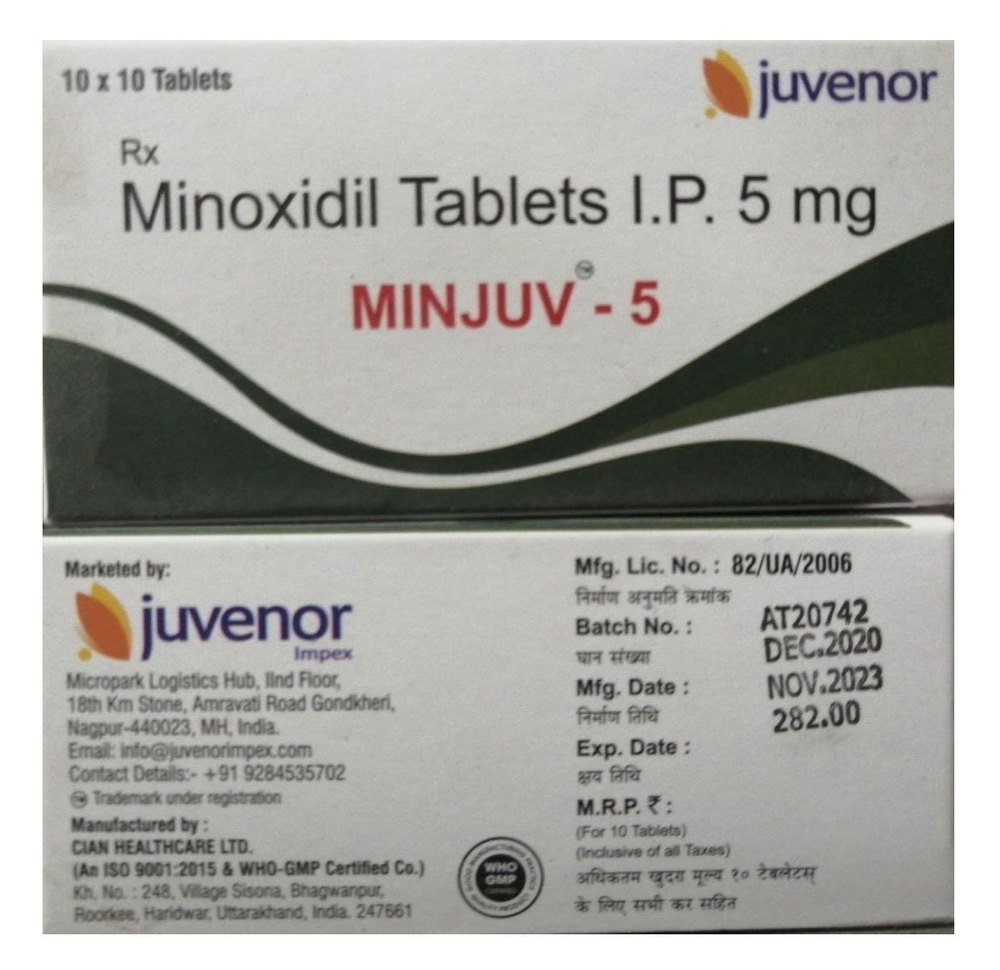 10 x 10 Tablets
juvenor
Rx
Minoxidil Tablets I.P. 5 mg
MINJUV™ - 5
Marketed by:
juvenor
Impex
Micropark Logistics Hub, IInd Floor,
18th Km Stone, Amravati Road Gondkheri,
Nagpur-440023, MH, India.
Email: info@juvenorimpex.com
Contact Details:- +91 9284535702
™ Trademark under registration
Manufactured by :
CIAN HEALTHCARE LTD.
(An ISO 9001:2015 & WHO-GMP Certified Co.)
Kh. No. : 248, Village Sisona, Bhagwanpur,
Roorkee, Haridwar, Uttarakhand, India. 247661
WHO
GMP
Mfg. Lic. No. : 82/UA/2006
निर्माण अनुमति क्रमांक
Batch No. : AT20742
घान संख्या DEC.2020
Mfg. Date : NOV.2023
निर्माण तिथि 282.00
Exp. Date :
क्षय तिथि
M.R.P. ₹ :
(For 10 Tablets)
(Inclusive of all Taxes)
अधिकतम खुदरा मूल्य १० टेबलेटस्
के लिए सभी कर सहित